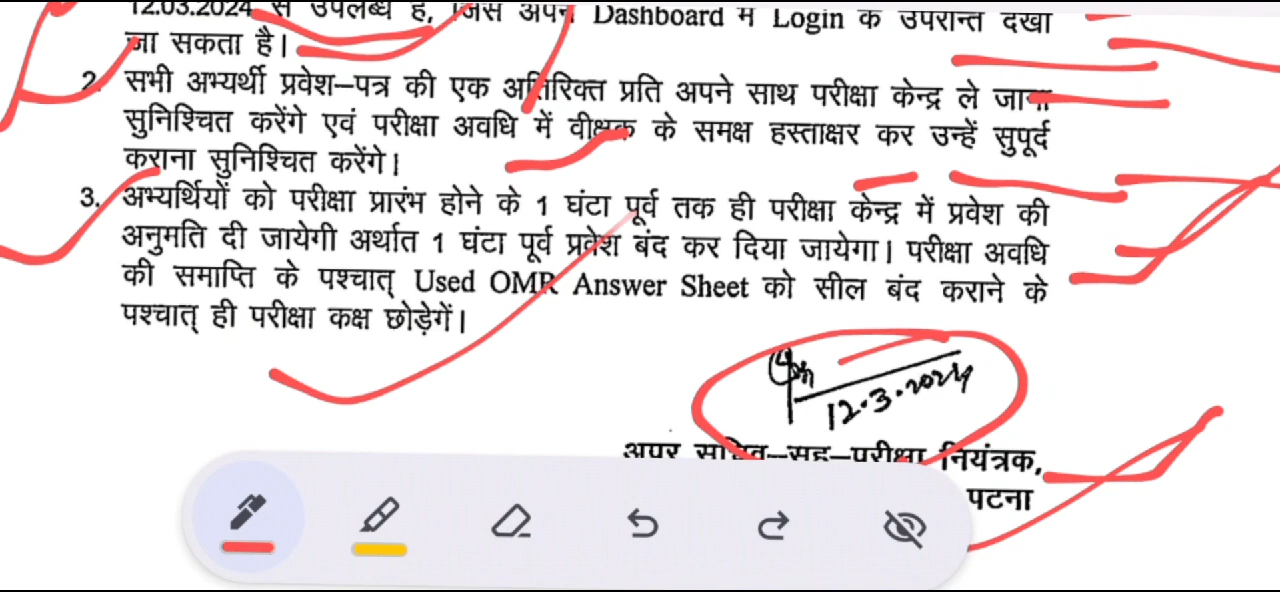 12.03.2024 से उपलब्ध है, जिसे अपने Dashboard में Login के उपरान्त देखा
जा सकता है।
2. सभी अभ्यर्थी प्रवेश–पत्र की एक अतिरिक्त प्रति अपने साथ परीक्षा केन्द्र ले जाना
सुनिश्चित करेंगे एवं परीक्षा अवधि में वीक्षक के समक्ष हस्ताक्षर कर उन्हें सुपूर्द
कराना सुनिश्चित करेंगे।
3. अभ्यर्थियों को परीक्षा प्रारंभ होने के 1 घंटा पूर्व तक ही परीक्षा केन्द्र में प्रवेश की
अनुमति दी जायेगी अर्थात 1 घंटा पूर्व प्रवेश बंद कर दिया जायेगा। परीक्षा अवधि
की समाप्ति के पश्चात् Used OMR Answer Sheet को सील बंद कराने के
पश्चात् ही परीक्षा कक्ष छोड़ेगें।
12.3.2024
अपर सचिव–सह–परीक्षा नियंत्रक,
पटना